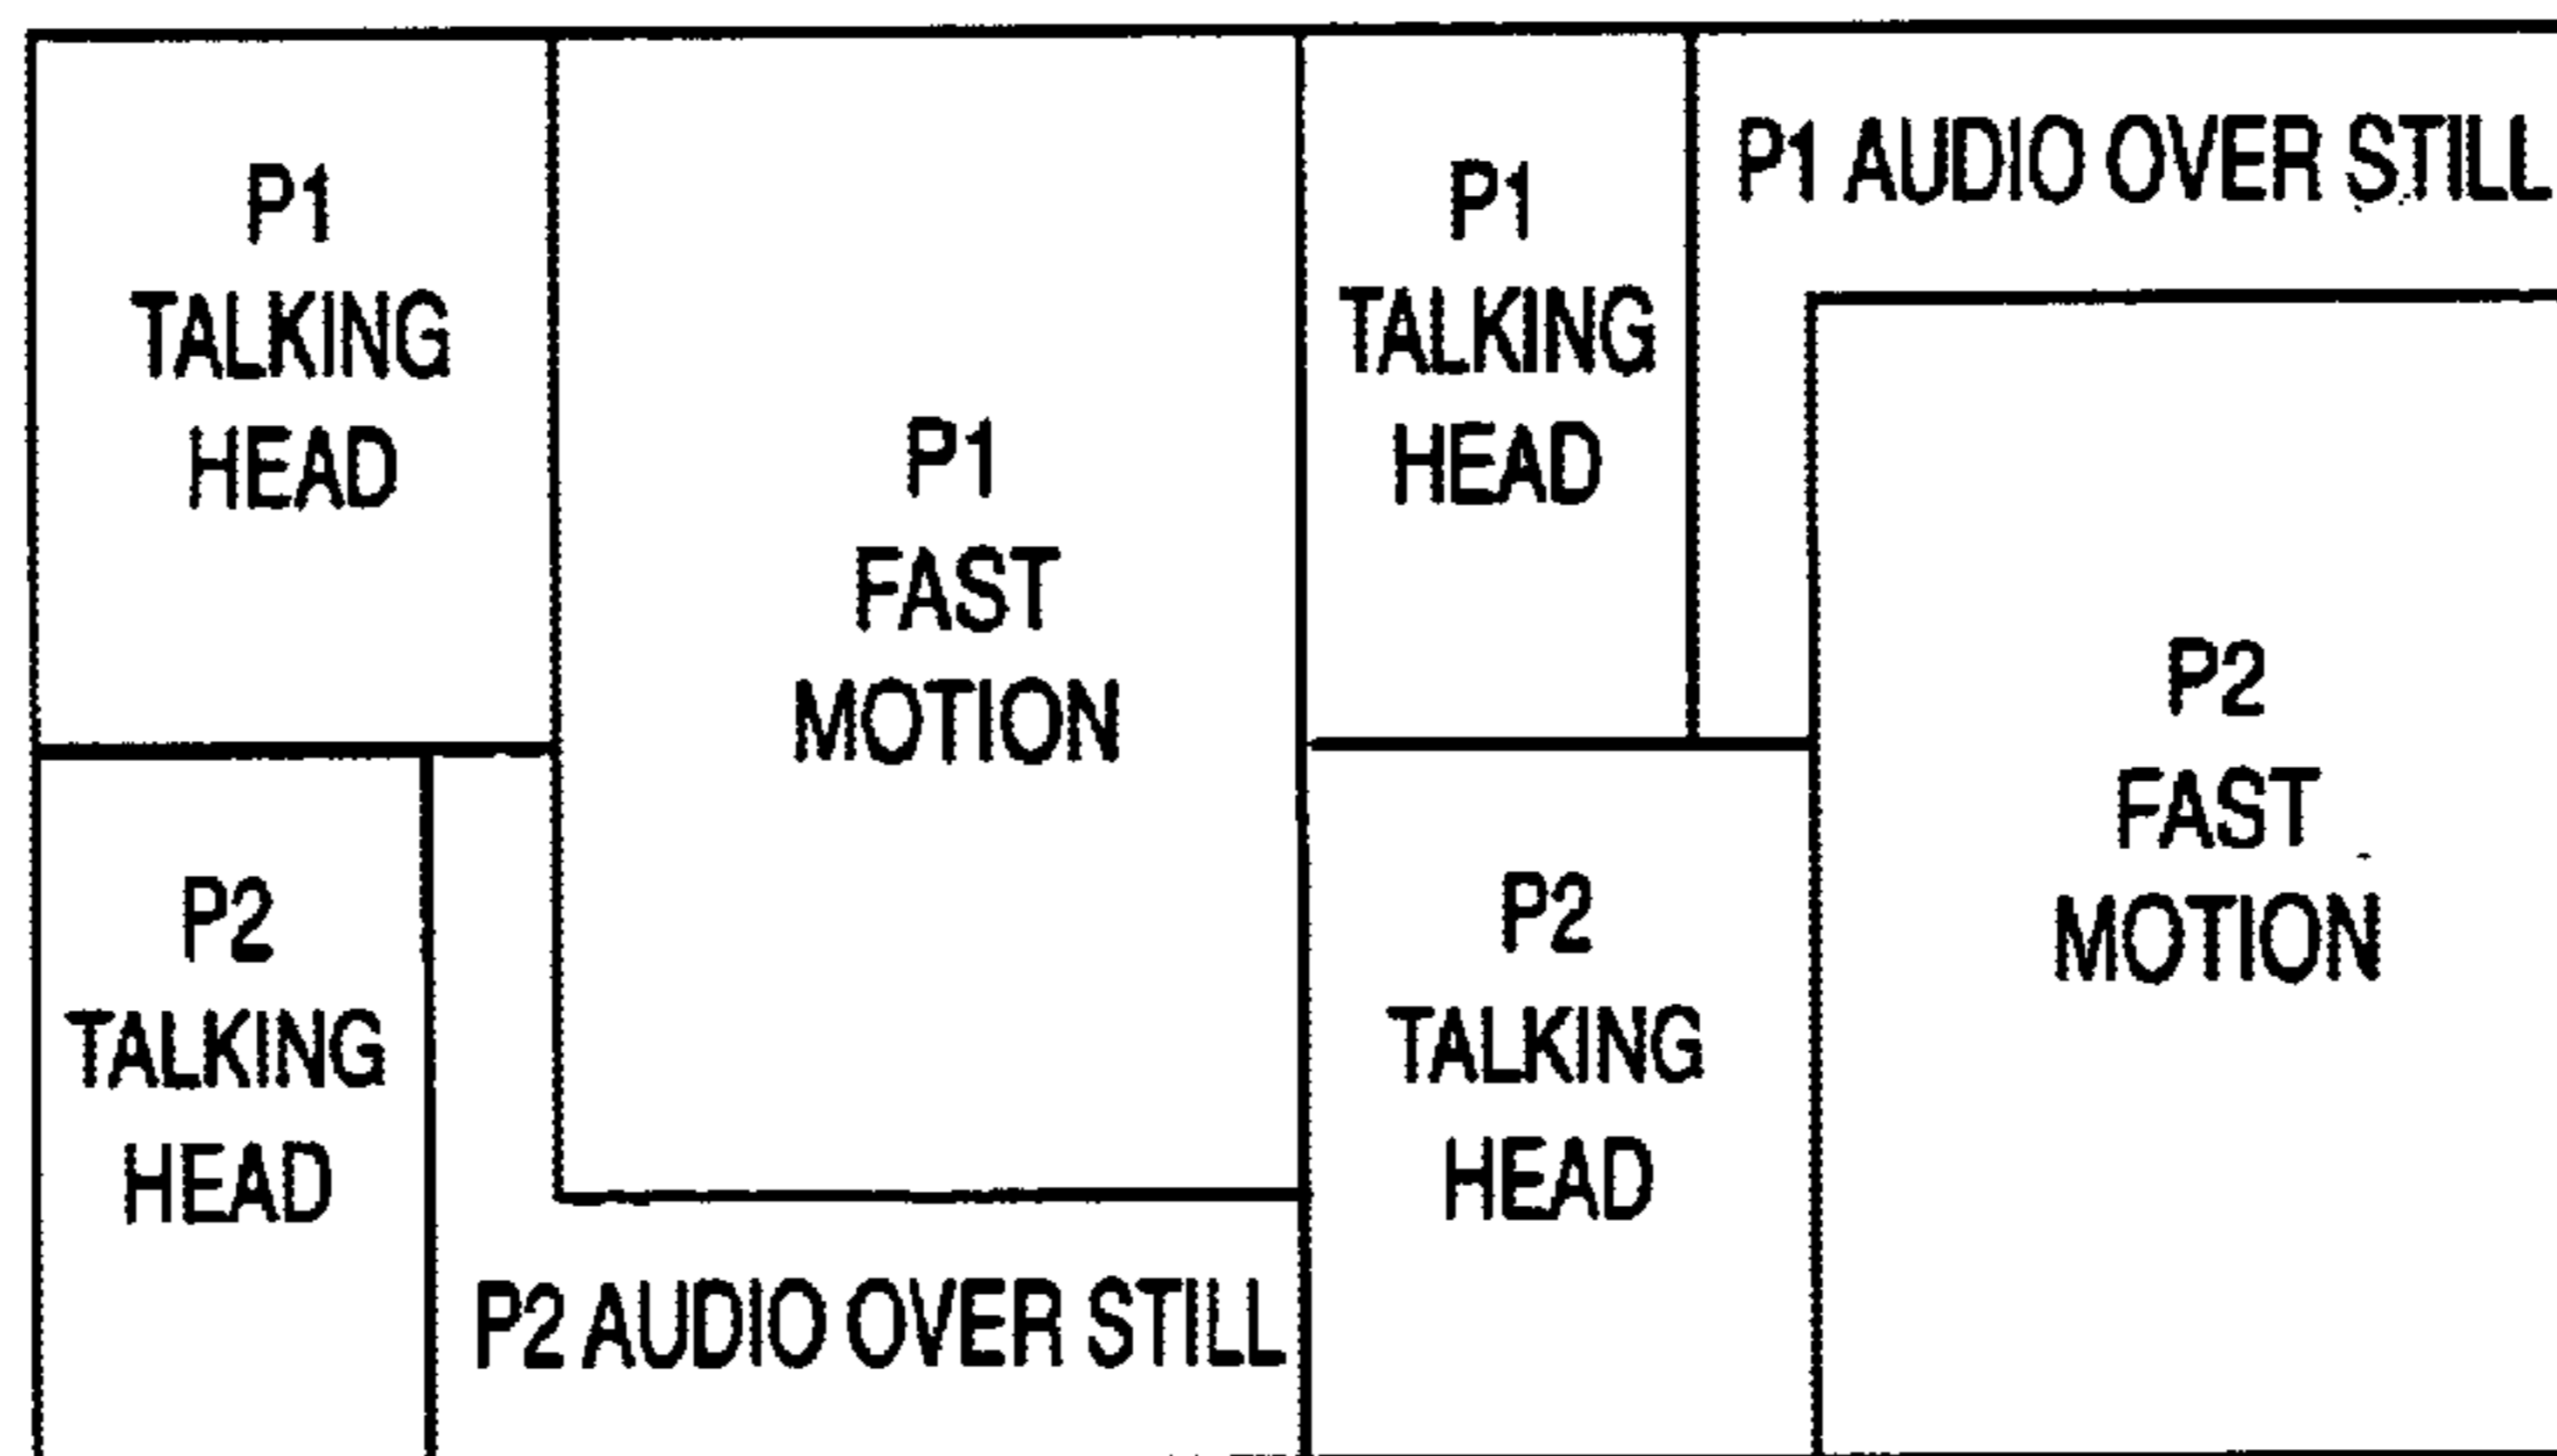 P1
TALKING
HEAD
P1
FAST
MOTION
P1
TALKING
HEAD
P1 AUDIO OVER STILL
P2
TALKING
HEAD
P2 AUDIO OVER STILL
P2
TALKING
HEAD
P2
FAST
MOTION